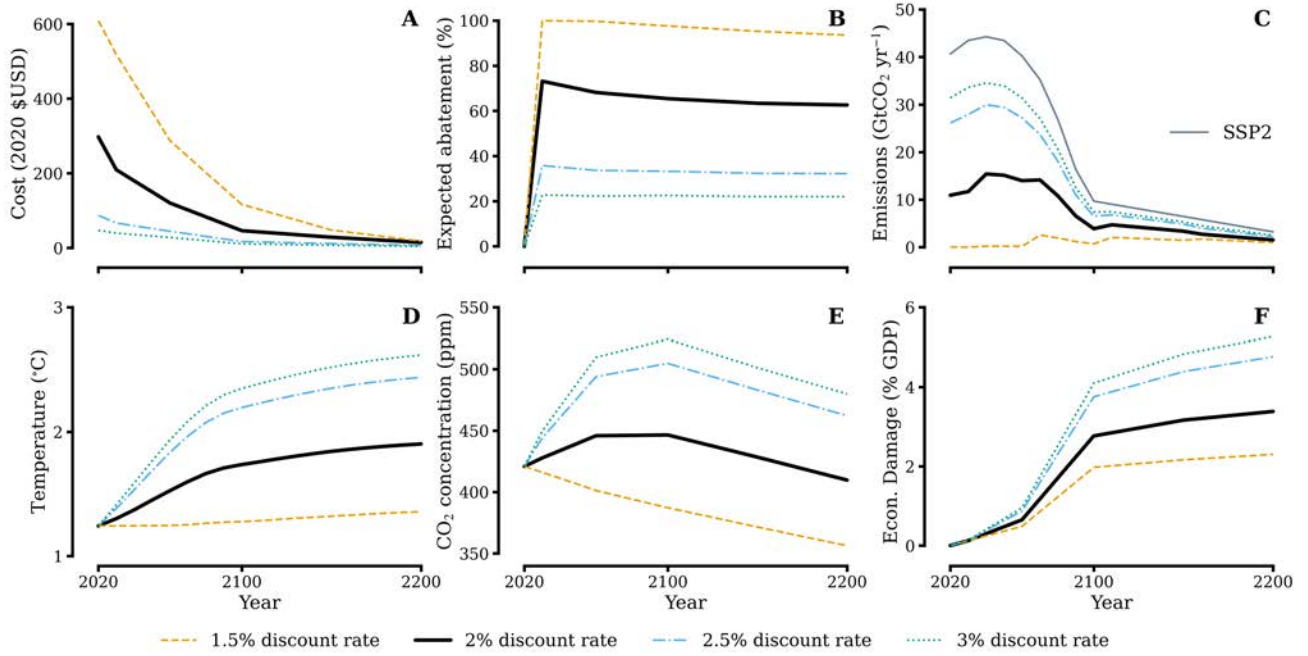 A
Cost (2020 $USD)
600
400
200
0
B
Expected abatement (%)
100
80
60
40
20
0
C
Emissions (GtCO₂ yr⁻¹)
50
40
30
20
10
0
SSP2
D
Temperature (°C)
3
2
1
2020 2100 2200
Year
E
CO₂ concentration (ppm)
550
500
450
400
350
2020 2100 2200
Year
F
Econ. Damage (% GDP)
6
4
2
0
2020 2100 2200
Year
1.5% discount rate 2% discount rate 2.5% discount rate 3% discount rate